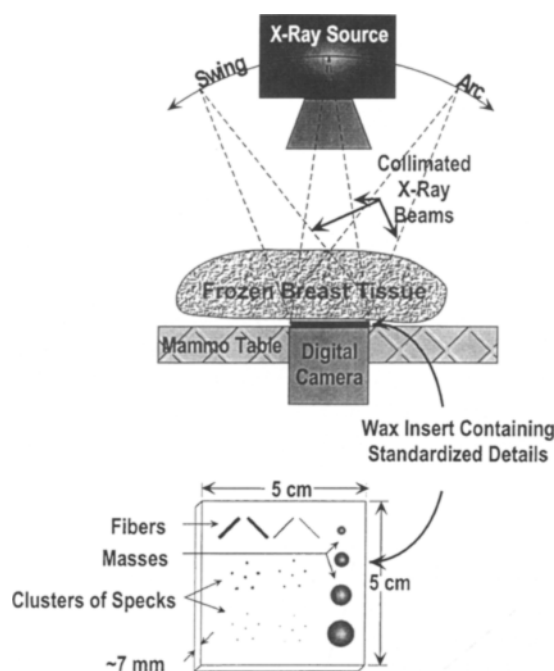 X-Ray Source
Swing
Arc
Collimated
X-Ray
Beams
Frozen Breast Tissue
Mammo Table
Digital
Camera
Wax Insert Containing
Standardized Details
5 cm
Fibers
Masses
5 cm
Clusters of Specks
~7 mm